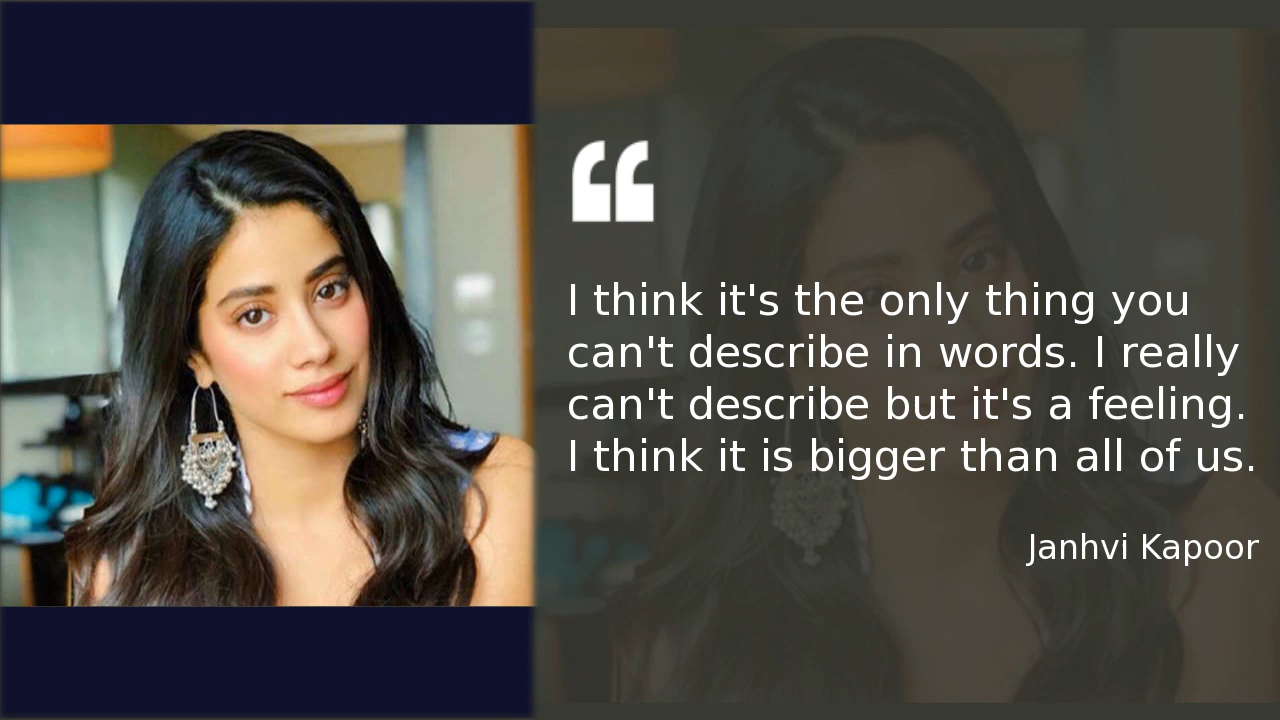 “
I think it's the only thing you
can't describe in words. I really
can't describe but it's a feeling.
I think it is bigger than all of us.
Janhvi Kapoor